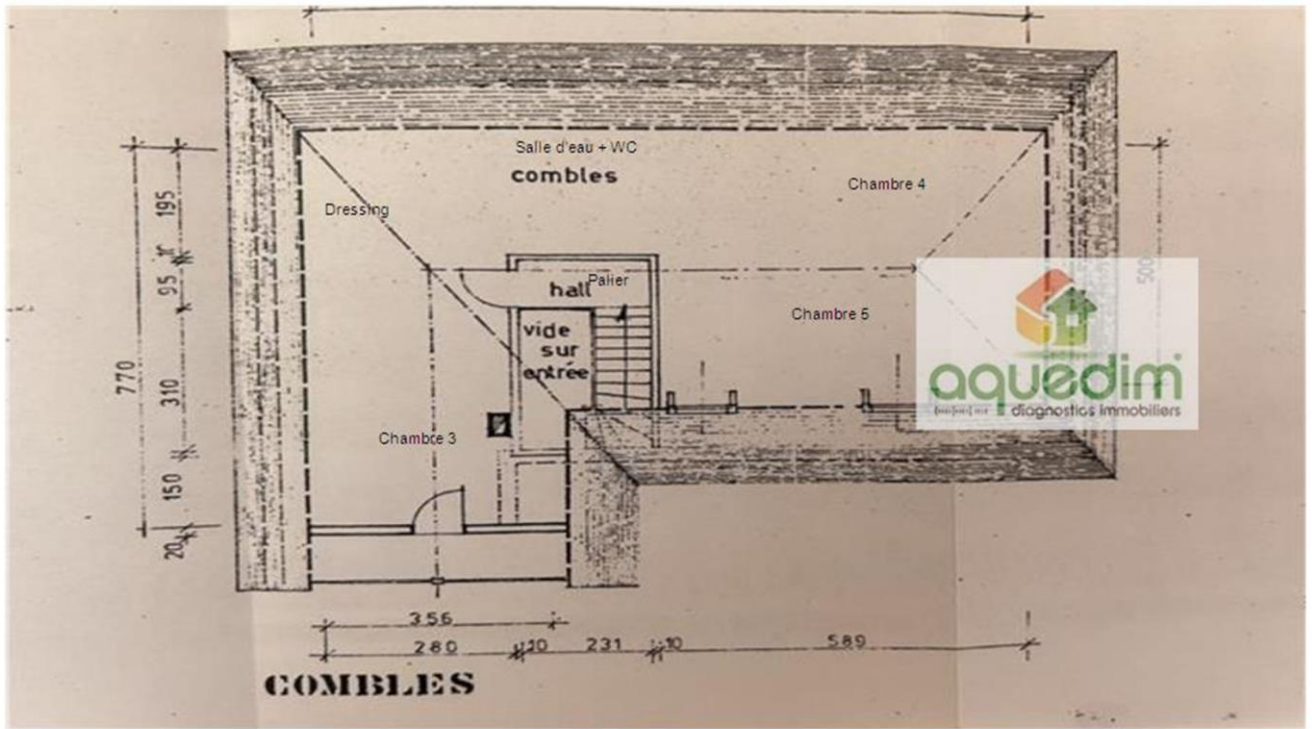 Salle d'eau + WC
combles
Chambre 4
Dressing
195
95
Palier
hall
500
Chambre 5
vide
sur
entrée
aquedim
diagnostics immobiliers
770
310
Chambre 3
150
20
356
280
10
231
10
589
COMBLES